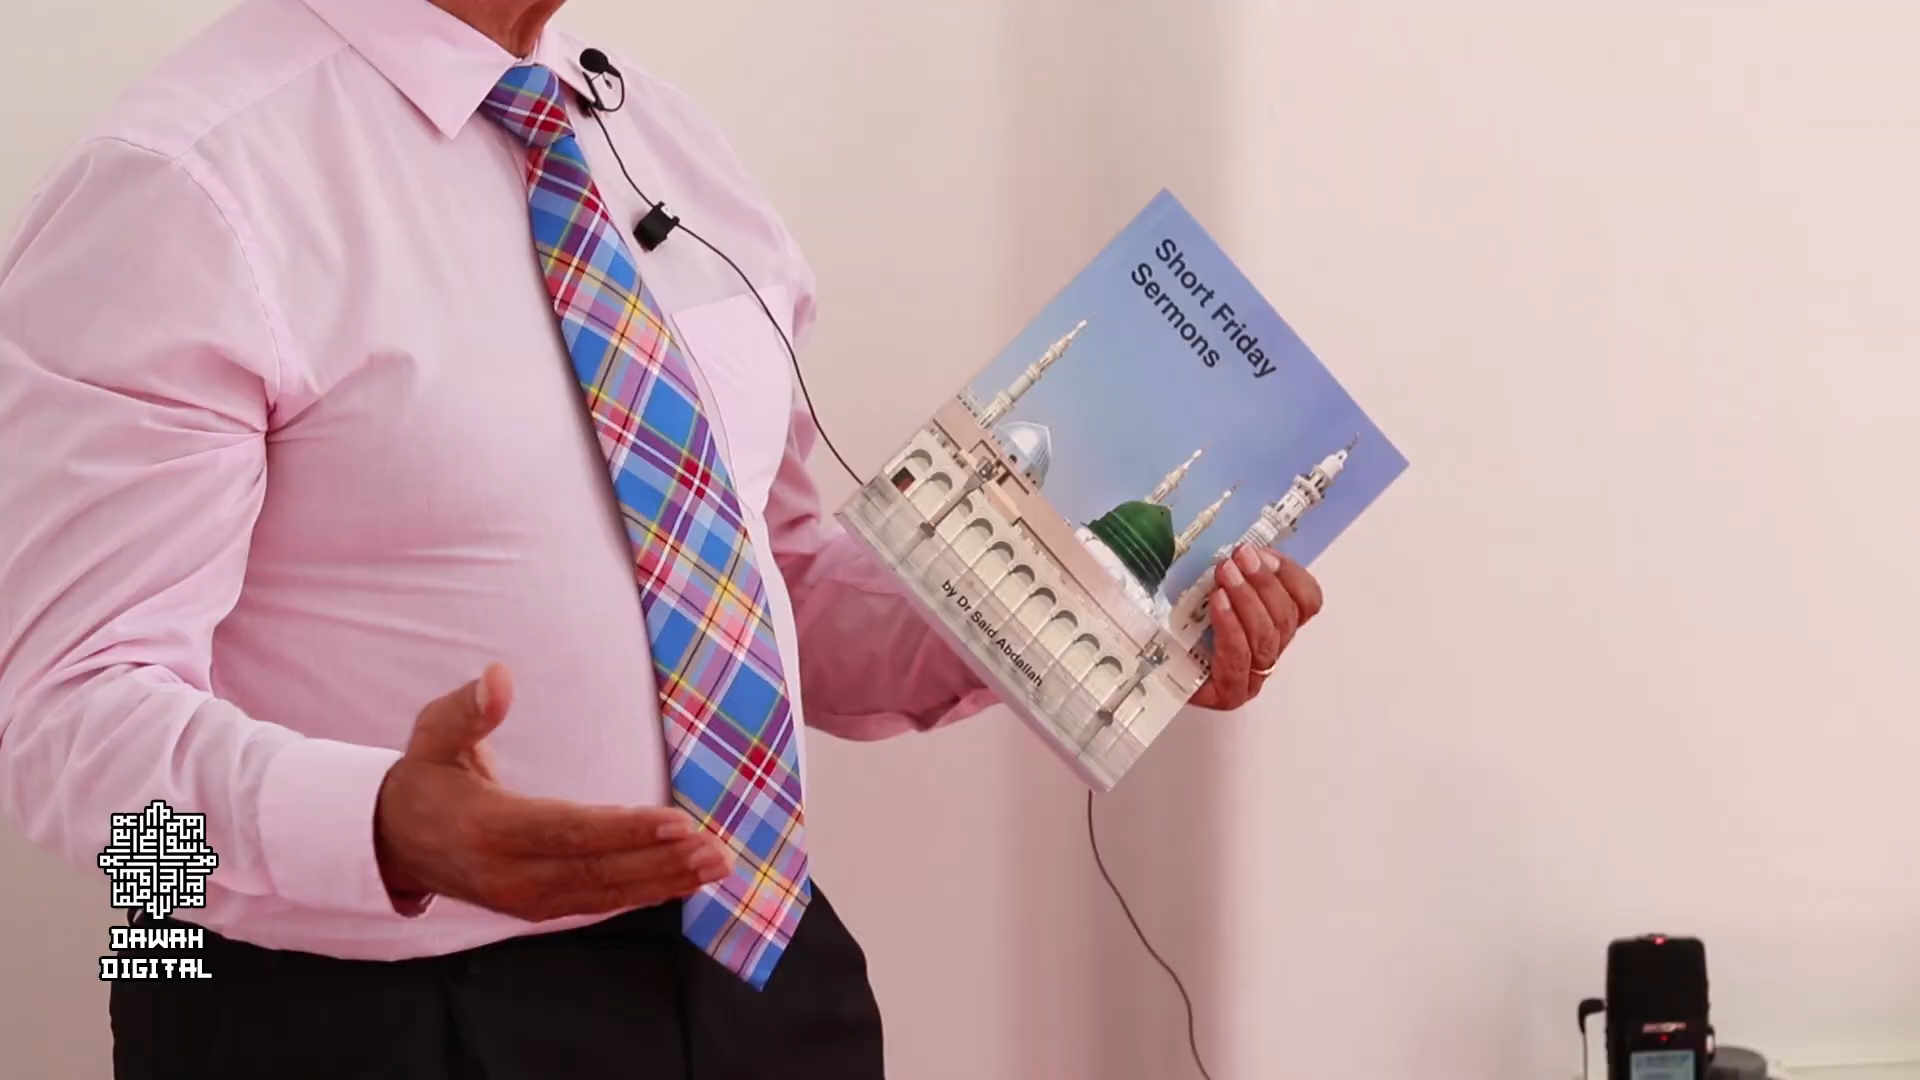 Short Friday
Sermons
by Dr Said Abdallah
DAWAH
DIGITAL